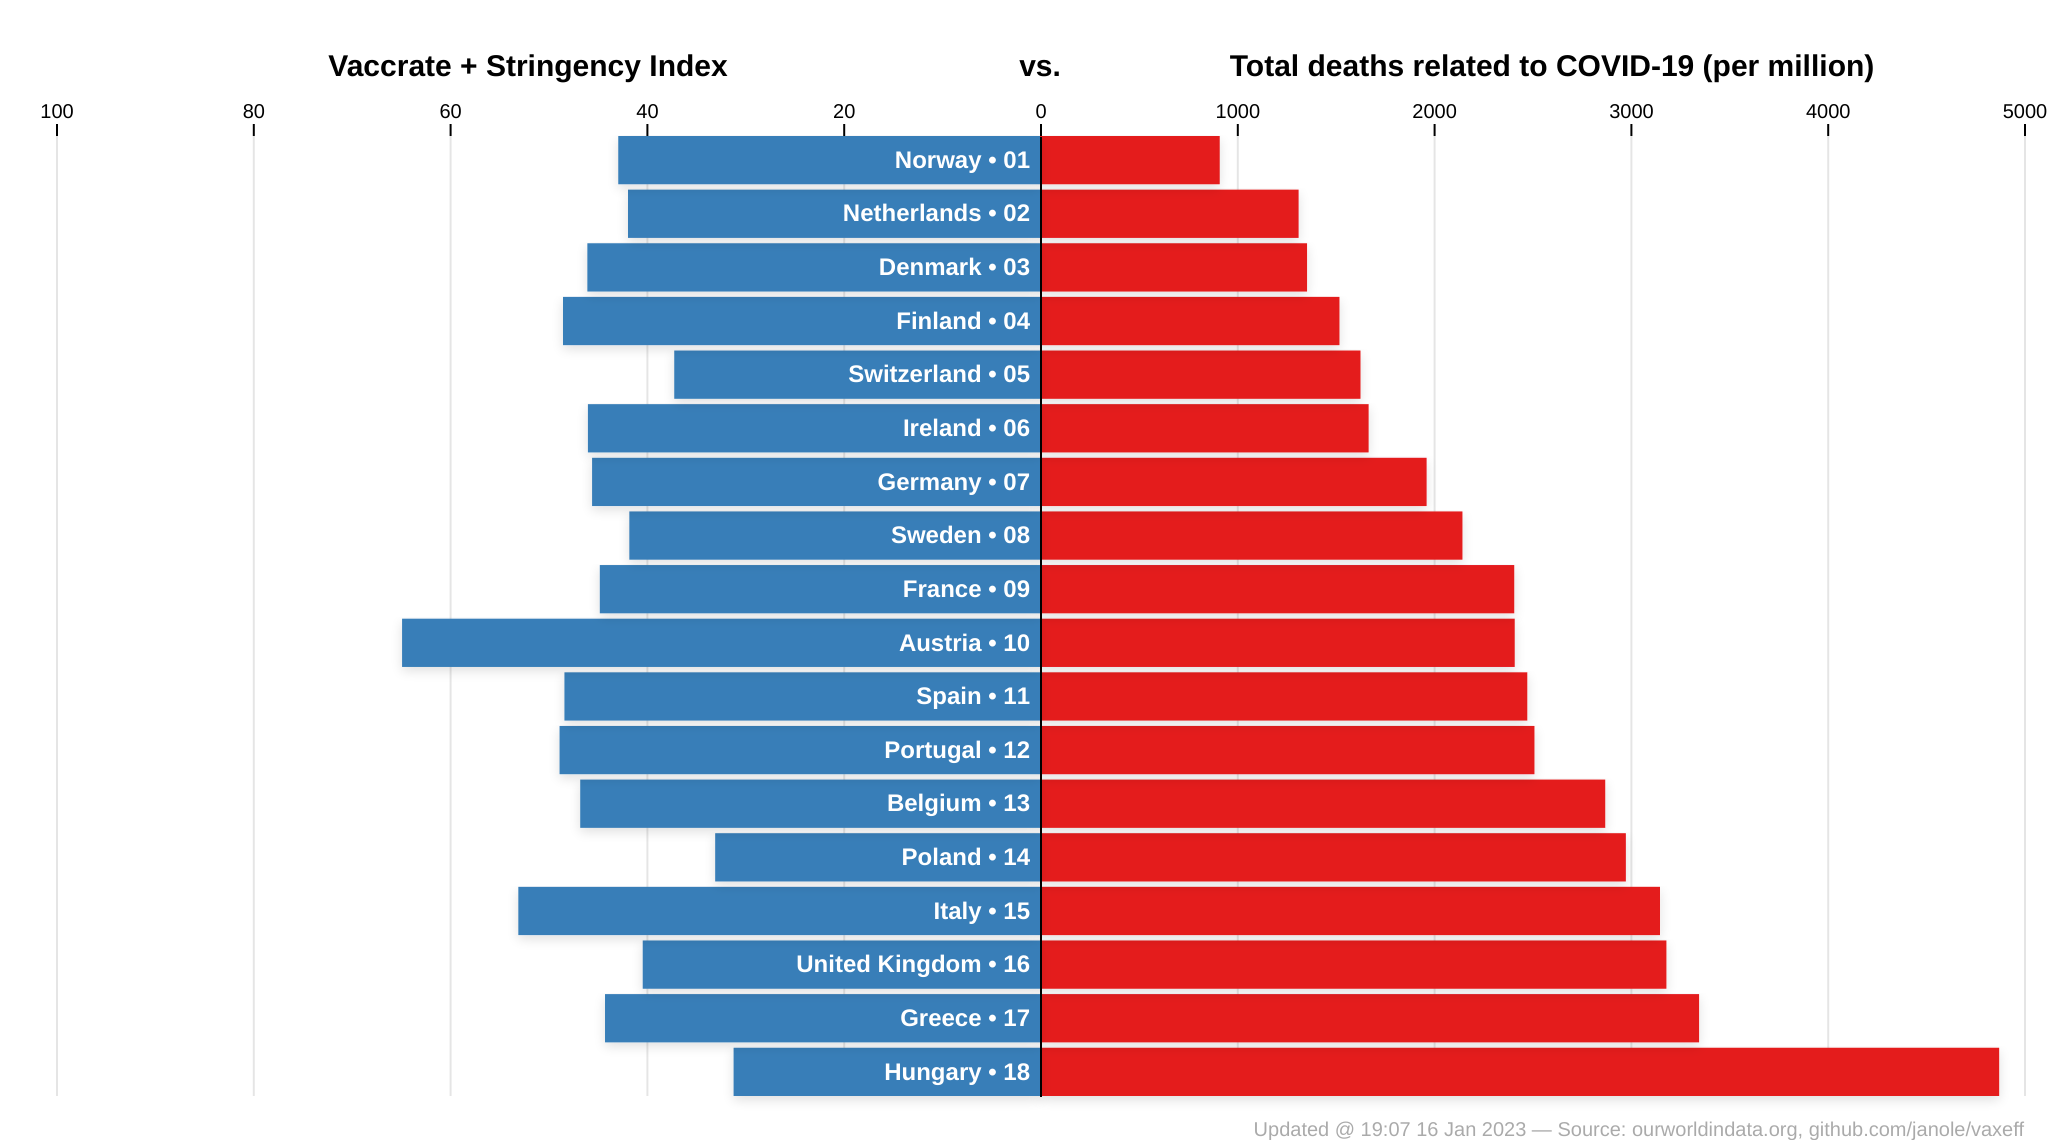 Vaccrate + Stringency Index vs. Total deaths related to COVID-19 (per million)
100 80 60 40 20 0 1000 2000 3000 4000 5000
Norway • 01
Netherlands • 02
Denmark • 03
Finland • 04
Switzerland • 05
Ireland • 06
Germany • 07
Sweden • 08
France • 09
Austria • 10
Spain • 11
Portugal • 12
Belgium • 13
Poland • 14
Italy • 15
United Kingdom • 16
Greece • 17
Hungary • 18
Updated @ 19:07 16 Jan 2023 — Source: ourworldindata.org, github.com/janole/vaxeff